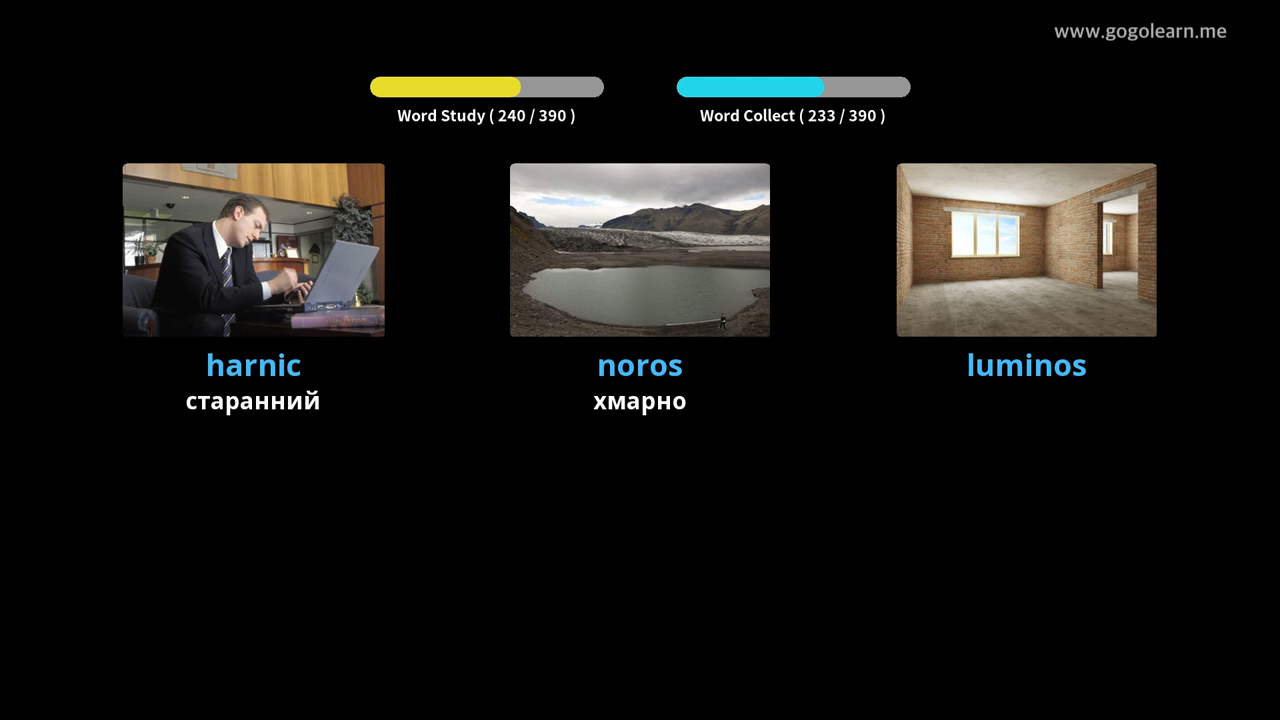 www.gogolearn.me
Word Study ( 240 / 390 )
Word Collect ( 233 / 390 )
harnic
старанний
noros
хмарно
luminos